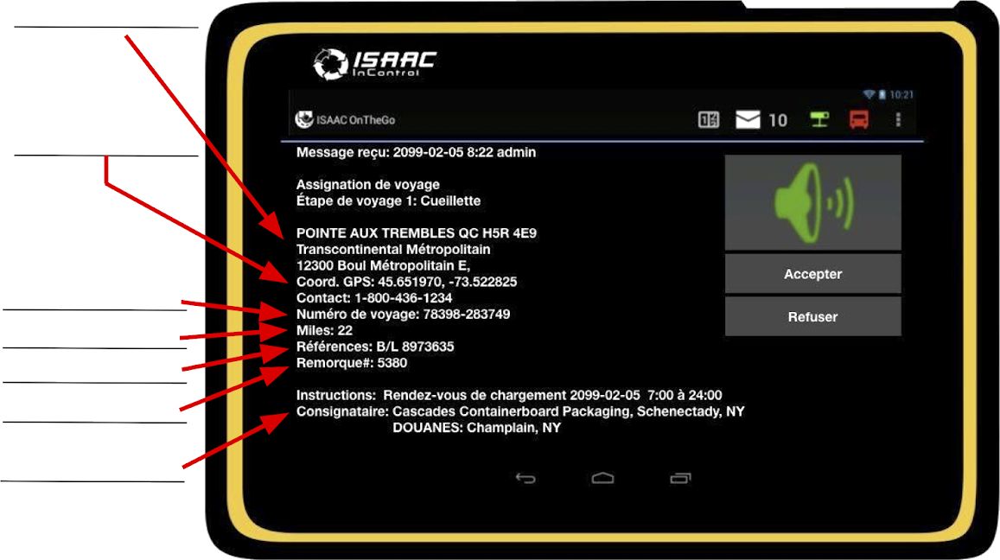 ISAAC
InControl
10:21
ISAAC OnTheGo
10
Message reçu: 2099-02-05 8:22 admin
Assignation de voyage
Étape de voyage 1: Cueillette
POINTE AUX TREMBLES QC H5R 4E9
Transcontinental Métropolitain
12300 Boul Métropolitain E,
Coord. GPS: 45.651970, -73.522825
Contact: 1-800-436-1234
Numéro de voyage: 78398-283749
Miles: 22
Références: B/L 8973635
Remorque#: 5380
Instructions: Rendez-vous de chargement 2099-02-05 7:00 à 24:00
Consignataire: Cascades Containerboard Packaging, Schenectady, NY
DOUANES: Champlain, NY
Accepter
Refuser